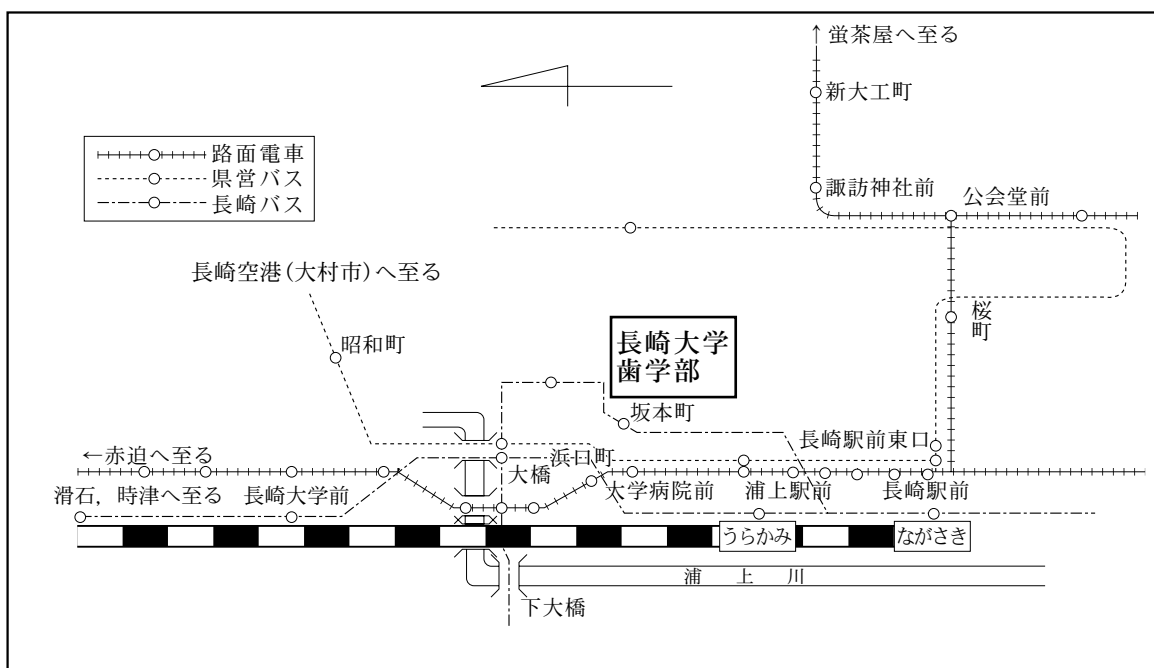 ↑蛍茶屋へ至る
新大工町
路面電車
県営バス
長崎バス
諏訪神社前
公会堂前
長崎空港(大村市)へ至る
桜町
昭和町
長崎大学
歯学部
坂本町
長崎駅前東口
←赤迫へ至る
大橋
浜口町
滑石，時津へ至る
長崎大学前
大学病院前
浦上駅前
長崎駅前
うらかみ
ながさき
浦上川
下大橋